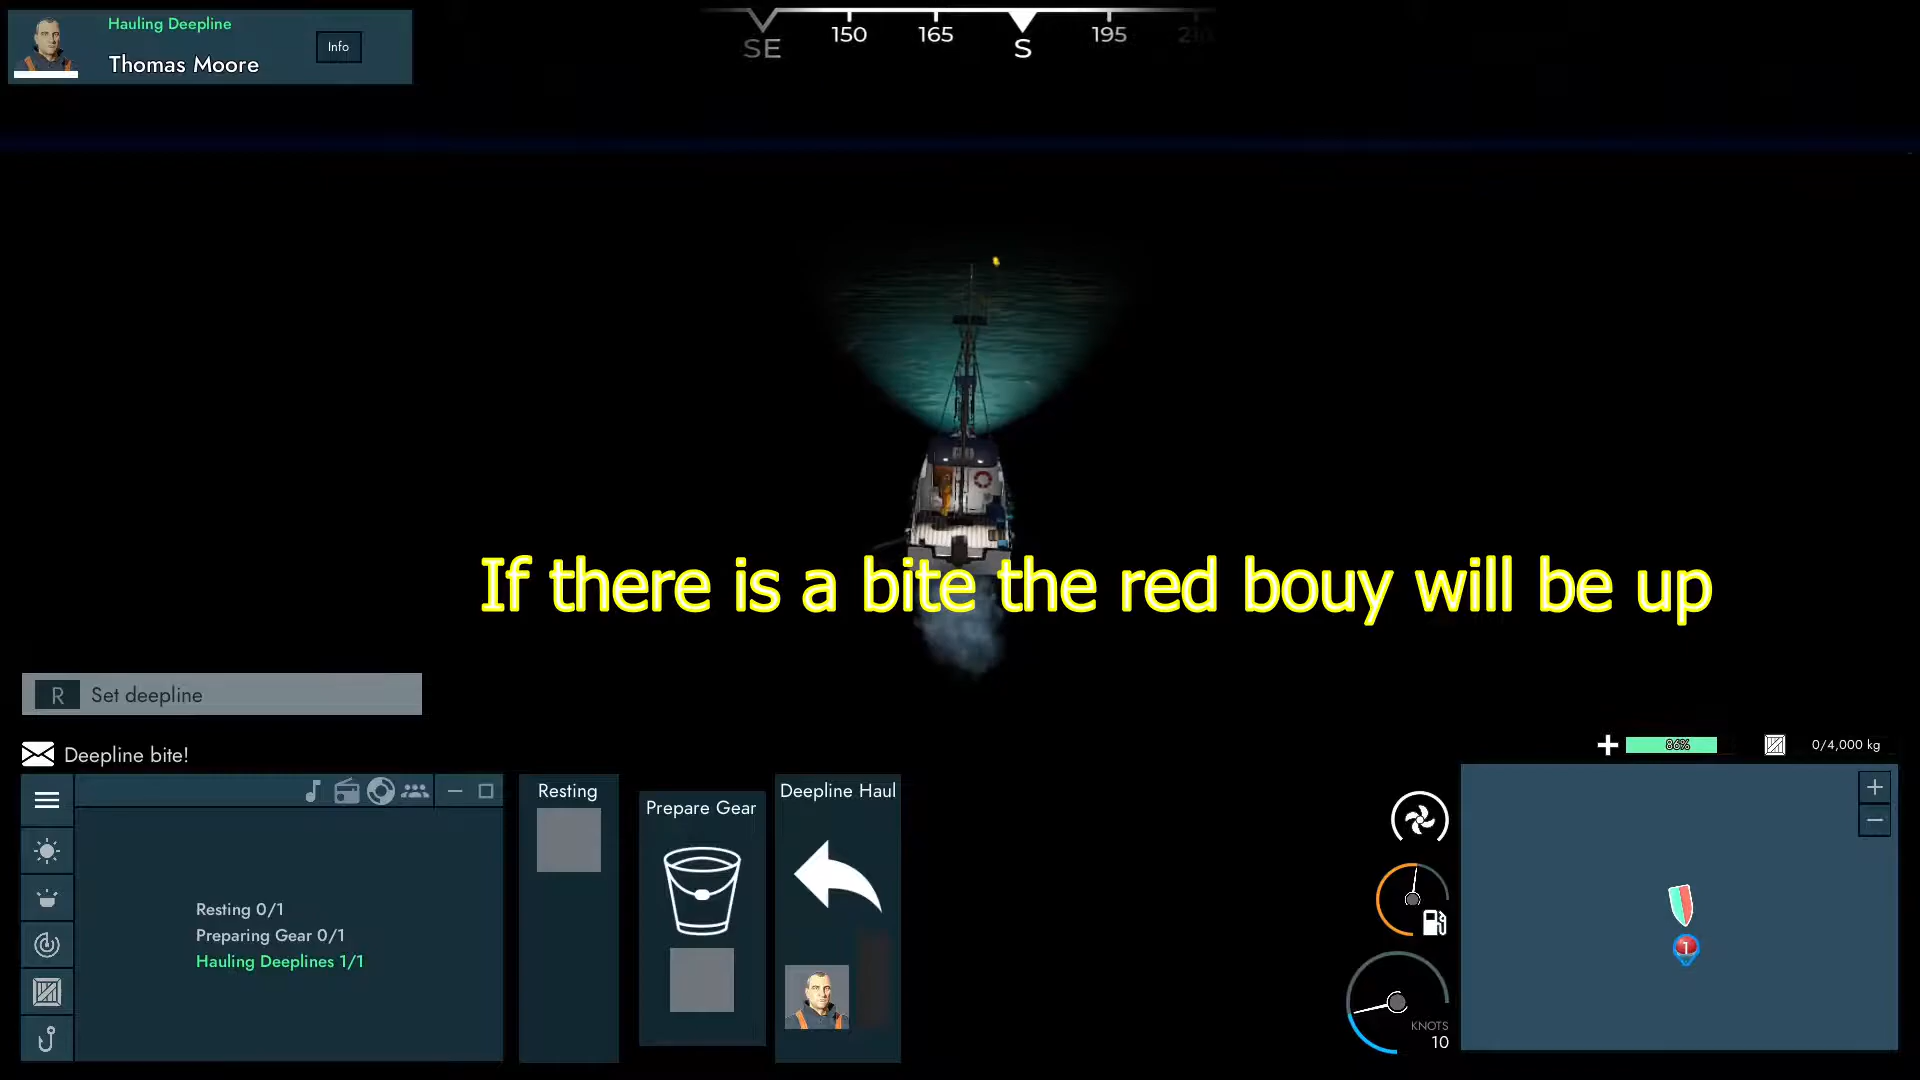 Hauling Deepline
Thomas Moore
Info
SE 150 165 S 195 210
If there is a bite the red bouy will be up
R Set deepline
Deepline bite!
86%
0/4,000 kg
Resting
Prepare Gear
Deepline Haul
Resting 0/1
Preparing Gear 0/1
Hauling Deeplines 1/1
1
KNOTS
10